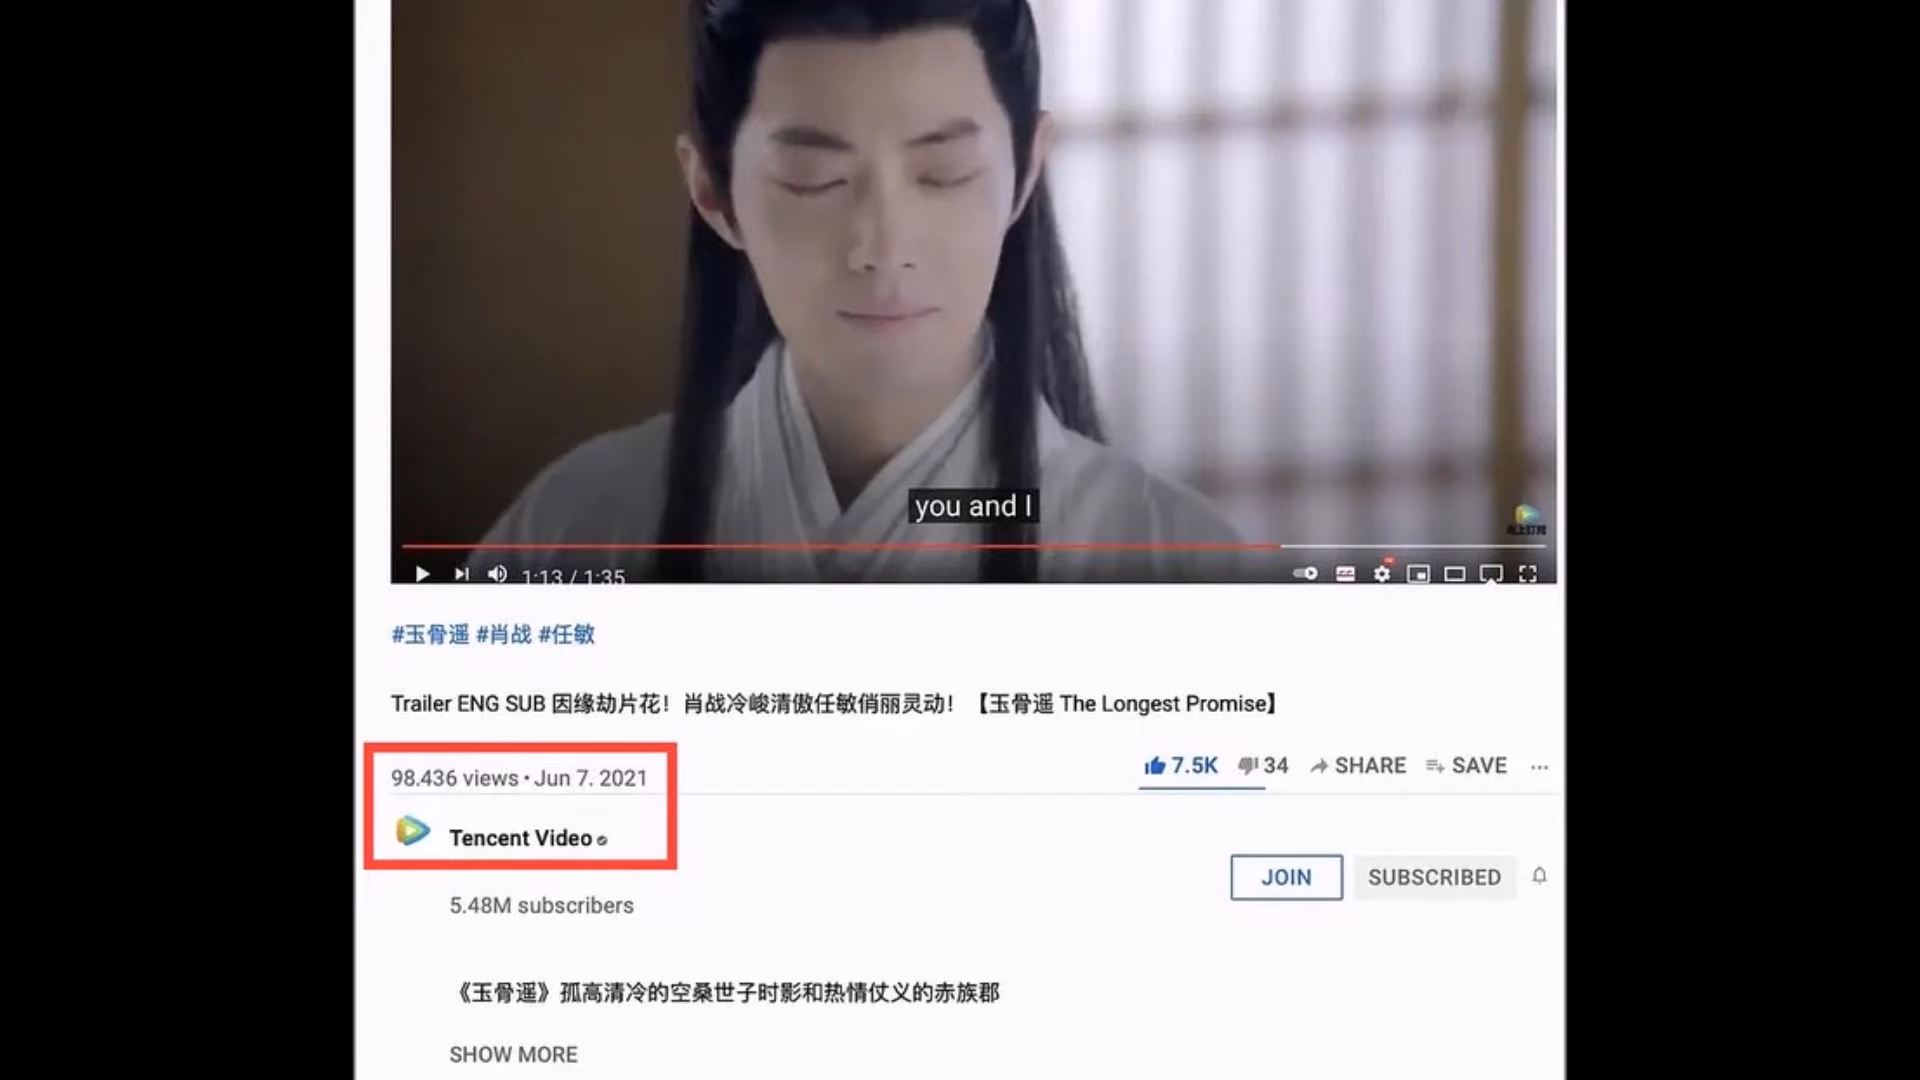 you and I
1:13 / 1:35
#玉骨遥 #肖战 #任敏
Trailer ENG SUB 因缘劫片花！肖战冷峻清傲任敏俏丽灵动！【玉骨遥 The Longest Promise】
98.436 views • Jun 7. 2021
7.5K 34 SHARE SAVE
Tencent Video
JOIN SUBSCRIBED
5.48M subscribers
《玉骨遥》孤高清冷的空桑世子时影和热情仗义的赤族郡
SHOW MORE